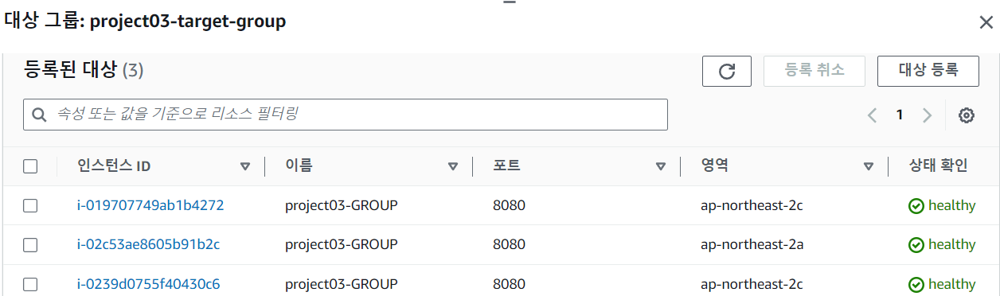 대상 그룹: project03-target-group
등록된 대상 (3)
등록 취소
대상 등록
속성 또는 값을 기준으로 리소스 필터링
1
인스턴스 ID 이름 포트 영역 상태 확인
i-019707749ab1b4272 project03-GROUP 8080 ap-northeast-2c healthy
i-02c53ae8605b91b2c project03-GROUP 8080 ap-northeast-2a healthy
i-0239d0755f40430c6 project03-GROUP 8080 ap-northeast-2c healthy